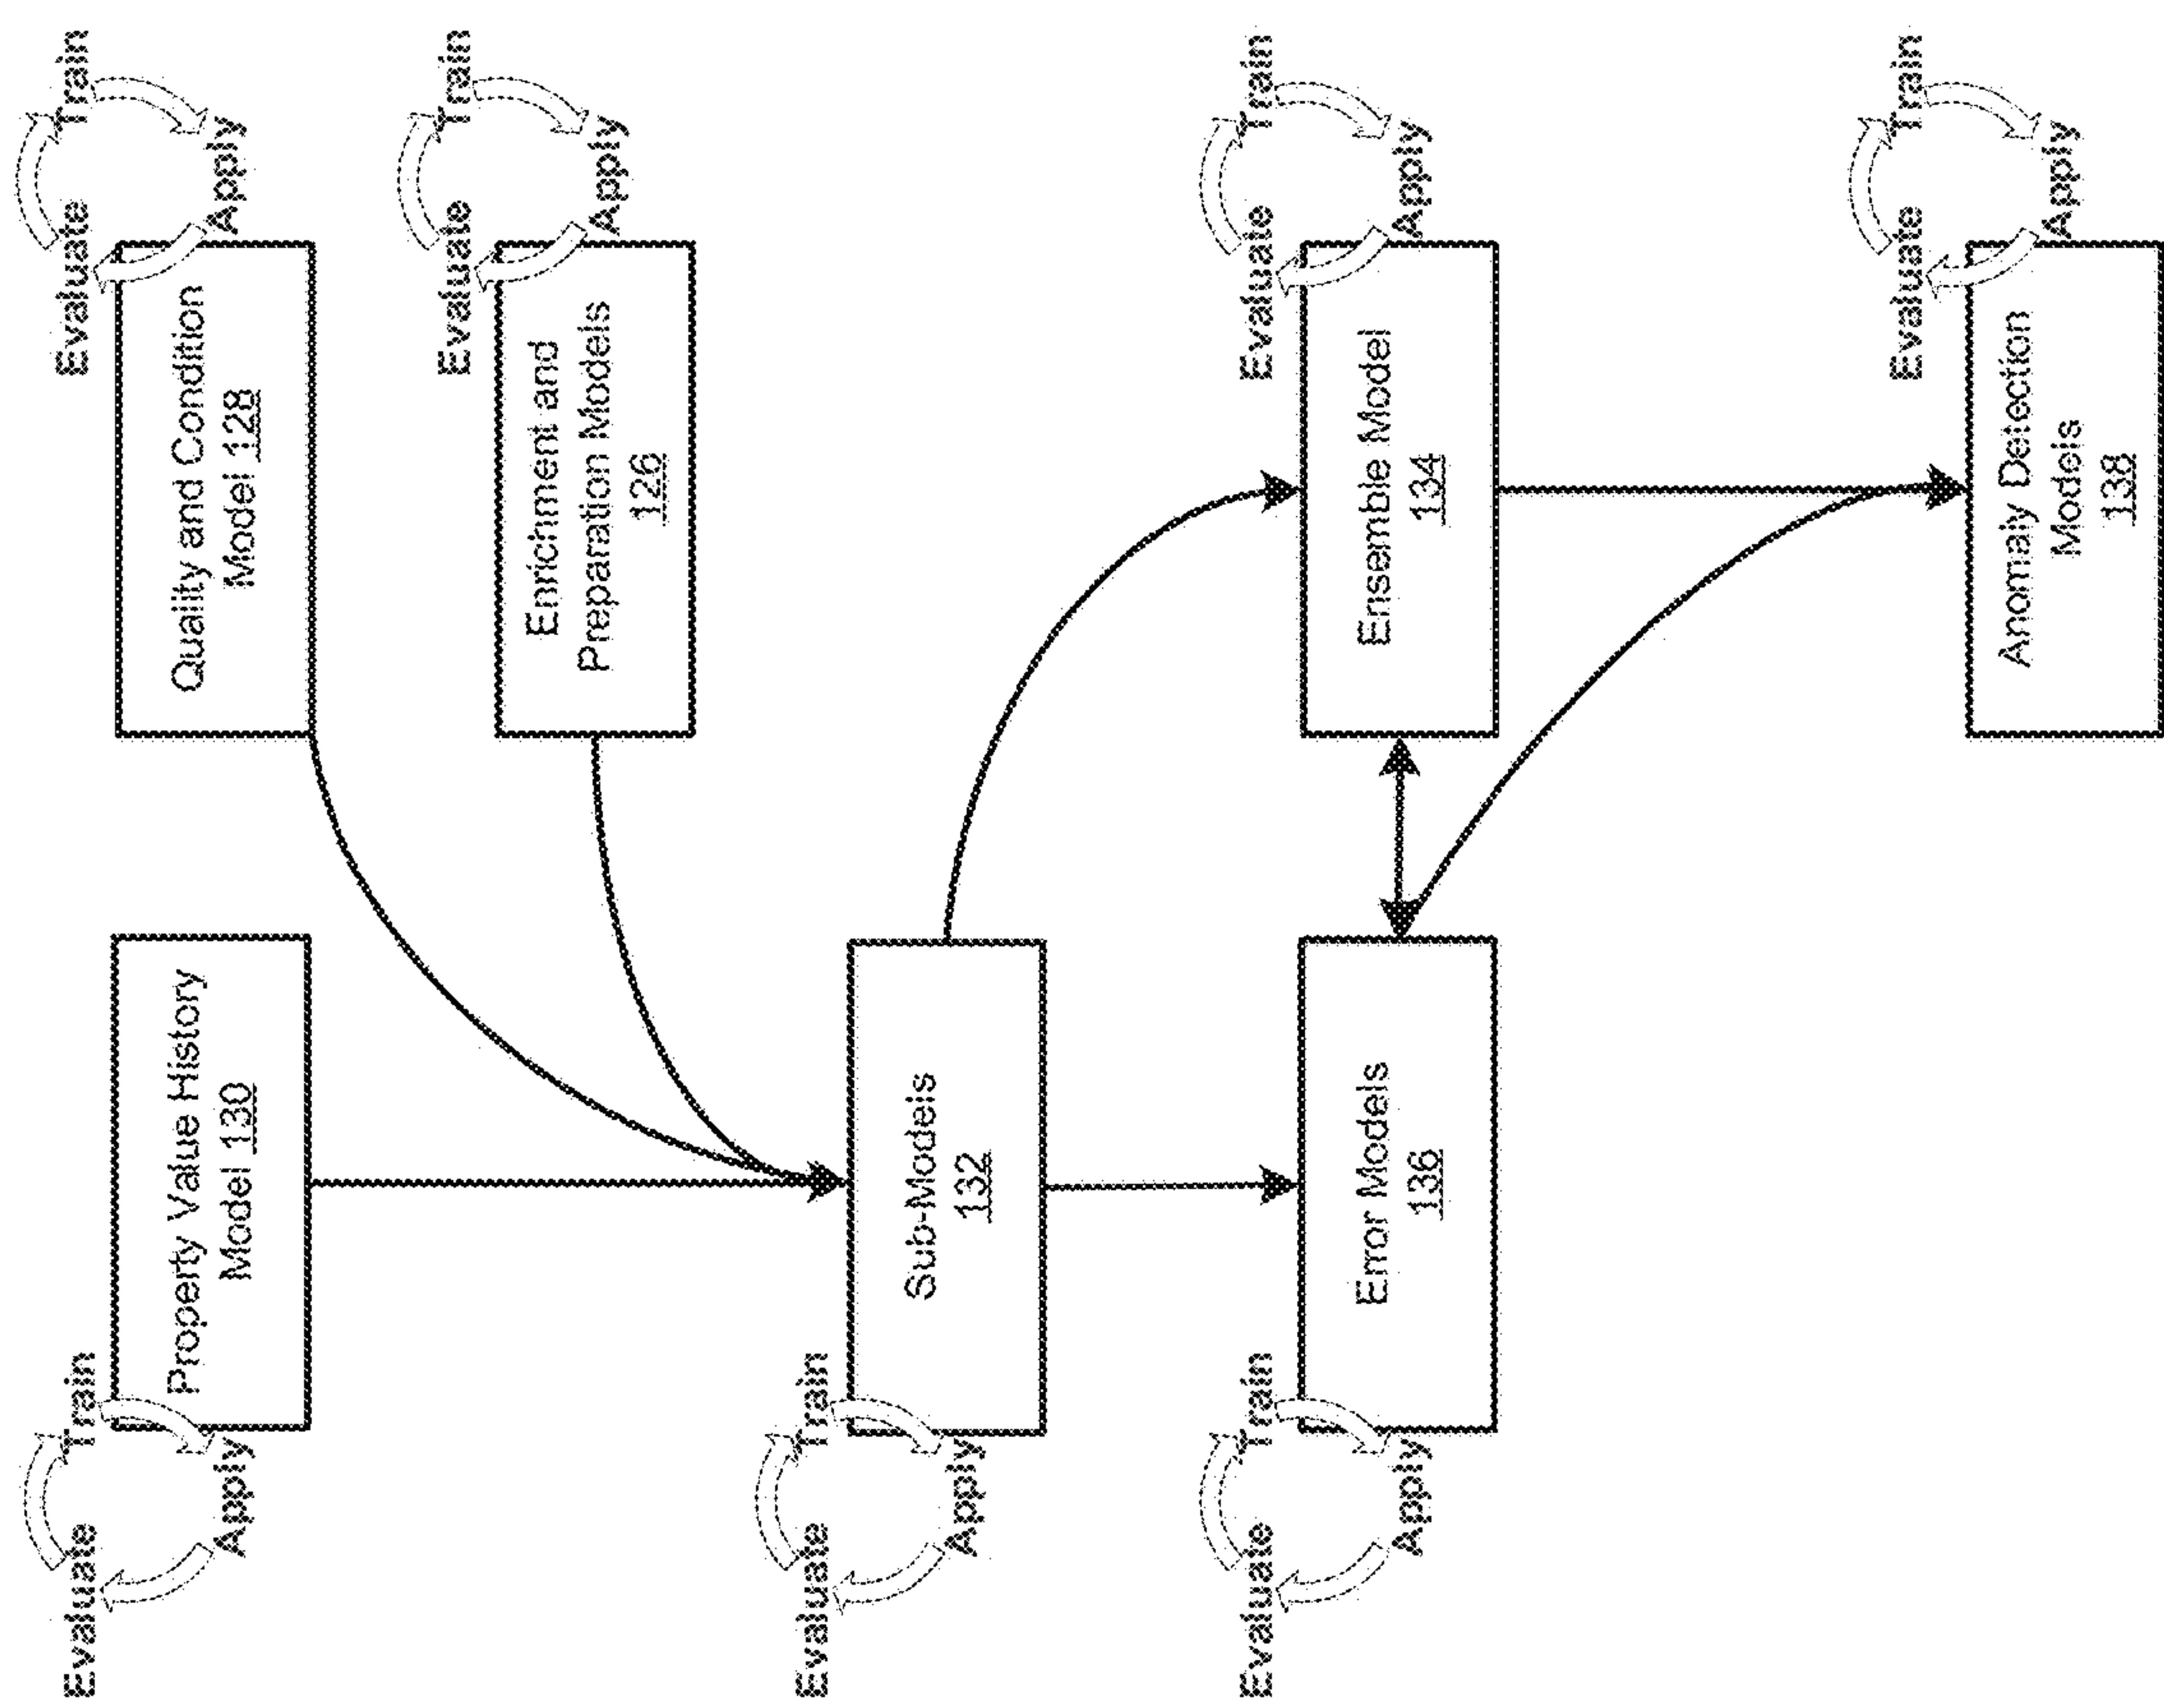 Evaluate
Train
Apply
Property Value History
Model 130
Evaluate
Train
Apply
Quality and Condition
Model 128
Evaluate
Train
Apply
Enrichment and
Preparation Models
126
Evaluate
Train
Apply
Sub-Models
132
Evaluate
Train
Apply
Error Models
136
Evaluate
Train
Apply
Ensemble Model
134
Evaluate
Train
Apply
Anomaly Detection
Models
138